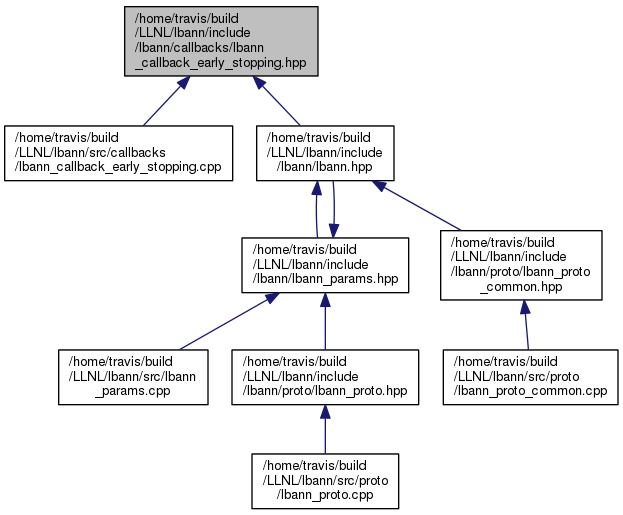 /home/travis/build
/LLNL/lbann/include
/lbann/callbacks/lbann
_callback_early_stopping.hpp
/home/travis/build
/LLNL/lbann/src/callbacks
/lbann_callback_early_stopping.cpp
/home/travis/build
/LLNL/lbann/include
/lbann/lbann.hpp
/home/travis/build
/LLNL/lbann/include
/lbann/lbann_params.hpp
/home/travis/build
/LLNL/lbann/include
/lbann/proto/lbann_proto
_common.hpp
/home/travis/build
/LLNL/lbann/src/lbann
_params.cpp
/home/travis/build
/LLNL/lbann/include
/lbann/proto/lbann_proto.hpp
/home/travis/build
/LLNL/lbann/src/proto
/lbann_proto_common.cpp
/home/travis/build
/LLNL/lbann/src/proto
/lbann_proto.cpp